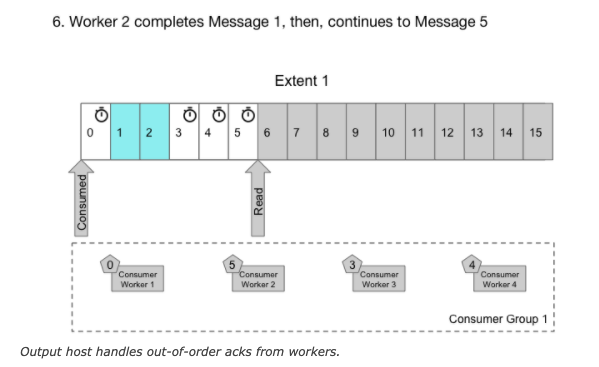 6. Worker 2 completes Message 1, then, continues to Message 5
Extent 1
0 1 2 3 4 5 6 7 8 9 10 11 12 13 14 15
Consumed
Read
0
Consumer
Worker 1
5
Consumer
Worker 2
3
Consumer
Worker 3
4
Consumer
Worker 4
Consumer Group 1
Output host handles out-of-order acks from workers.